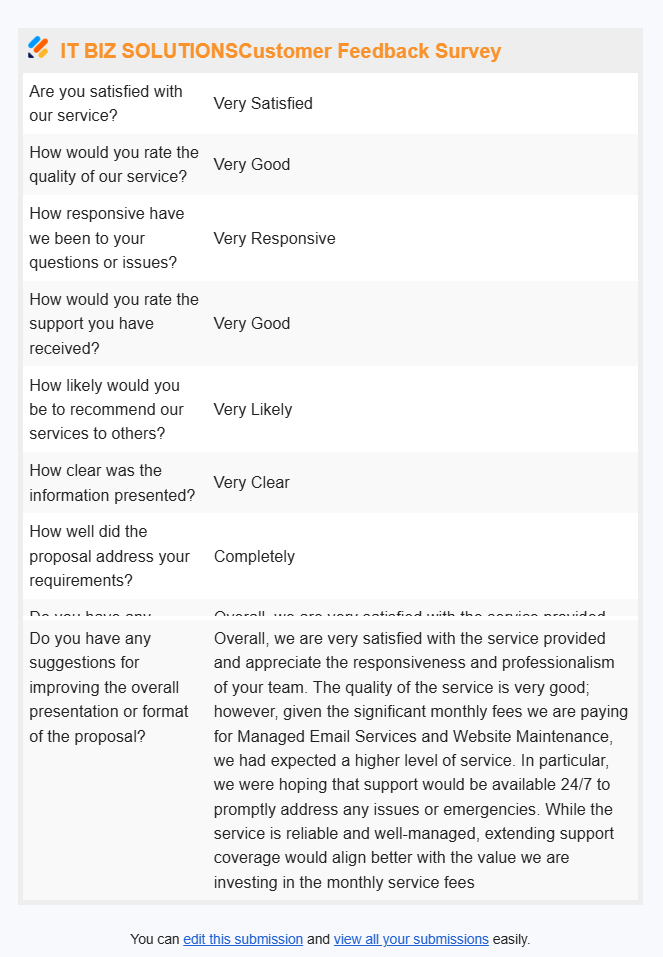 IT BIZ SOLUTIONSCustomer Feedback Survey
Are you satisfied with
our service?
Very Satisfied
How would you rate the
quality of our service?
Very Good
How responsive have
we been to your
questions or issues?
Very Responsive
How would you rate the
support you have
received?
Very Good
How likely would you
be to recommend our
services to others?
Very Likely
How clear was the
information presented?
Very Clear
How well did the
proposal address your
requirements?
Completely
Do you have any
Overall, we are very satisfied with the service provided
Do you have any
suggestions for
improving the overall
presentation or format
of the proposal?
Overall, we are very satisfied with the service provided
and appreciate the responsiveness and professionalism
of your team. The quality of the service is very good;
however, given the significant monthly fees we are paying
for Managed Email Services and Website Maintenance,
we had expected a higher level of service. In particular,
we were hoping that support would be available 24/7 to
promptly address any issues or emergencies. While the
service is reliable and well-managed, extending support
coverage would align better with the value we are
investing in the monthly service fees
You can edit this submission and view all your submissions easily.